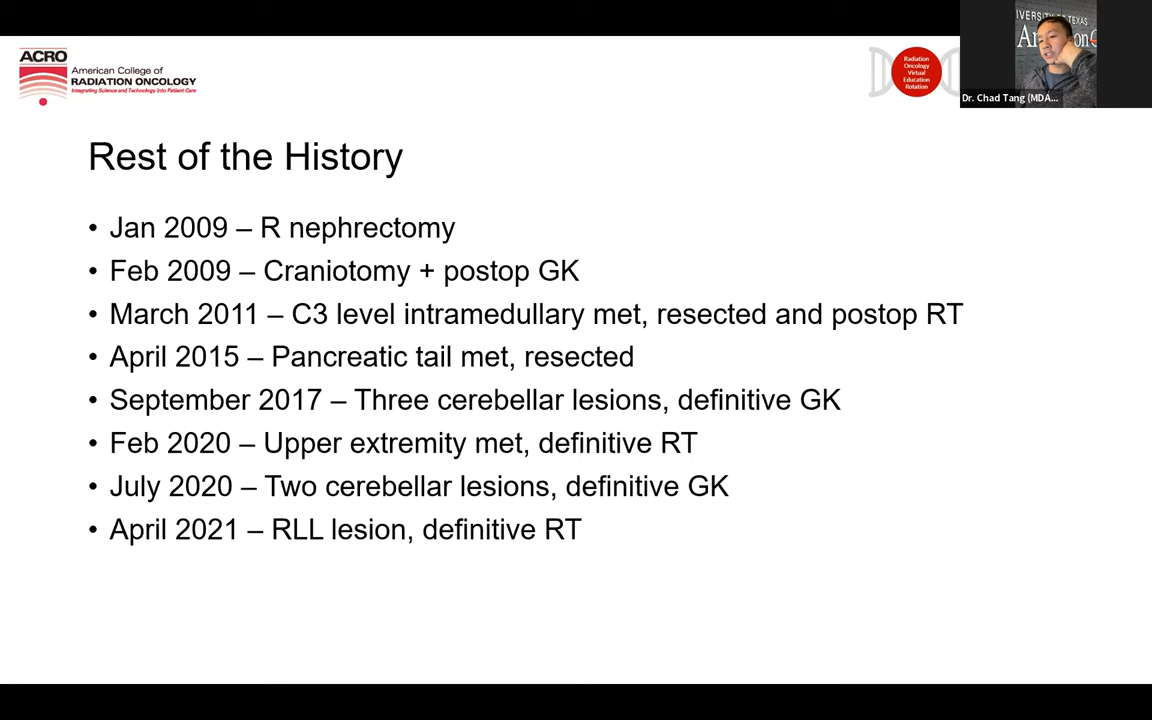 ACRO
American College of
RADIATION ONCOLOGY
Integrating Science and Technology Into Patient Care
Radiation
Oncology
Virtual
Education
Rotation
IVERSITY OF TEXAS
Dr. Chad Tang (MDA...
Rest of the History
• Jan 2009 – R nephrectomy
• Feb 2009 – Craniotomy + postop GK
• March 2011 – C3 level intramedullary met, resected and postop RT
• April 2015 – Pancreatic tail met, resected
• September 2017 – Three cerebellar lesions, definitive GK
• Feb 2020 – Upper extremity met, definitive RT
• July 2020 – Two cerebellar lesions, definitive GK
• April 2021 – RLL lesion, definitive RT